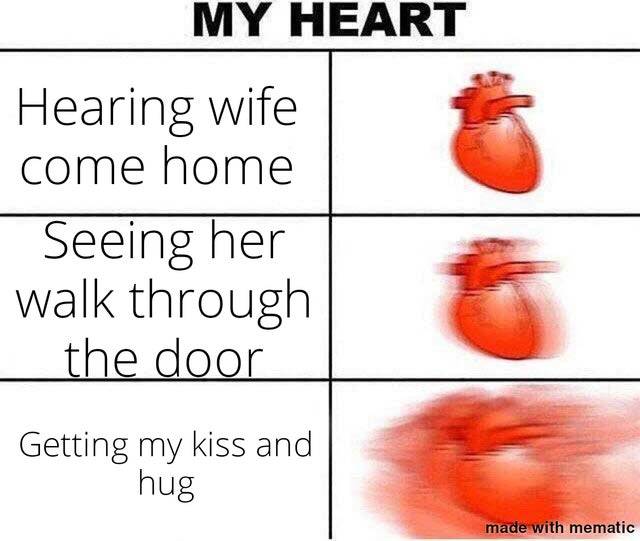 MY HEART
Hearing wife
come home
Seeing her
walk through
the door
Getting my kiss and
hug
made with mematic